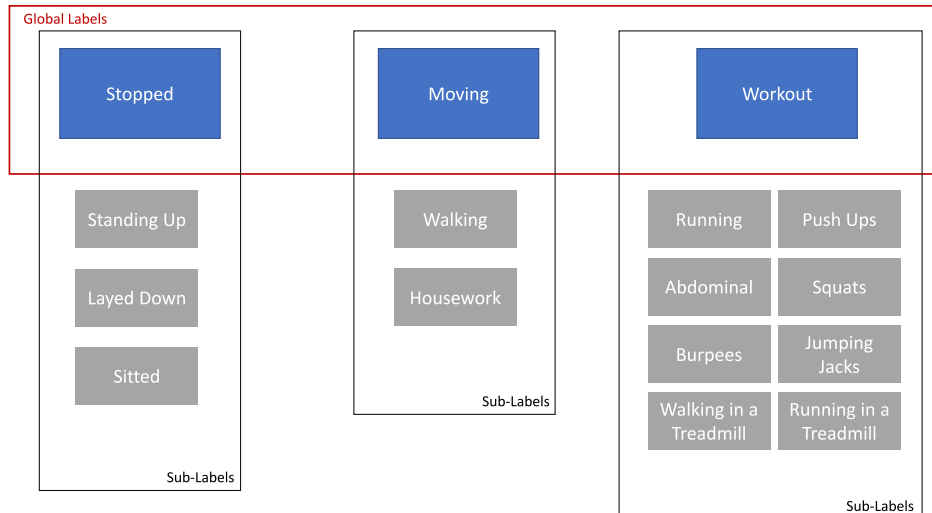 Global Labels
Stopped
Moving
Workout
Standing Up
Layed Down
Sitted
Sub-Labels
Walking
Housework
Sub-Labels
Running
Push Ups
Abdominal
Squats
Burpees
Jumping
Jacks
Walking in a
Treadmill
Running in a
Treadmill
Sub-Labels